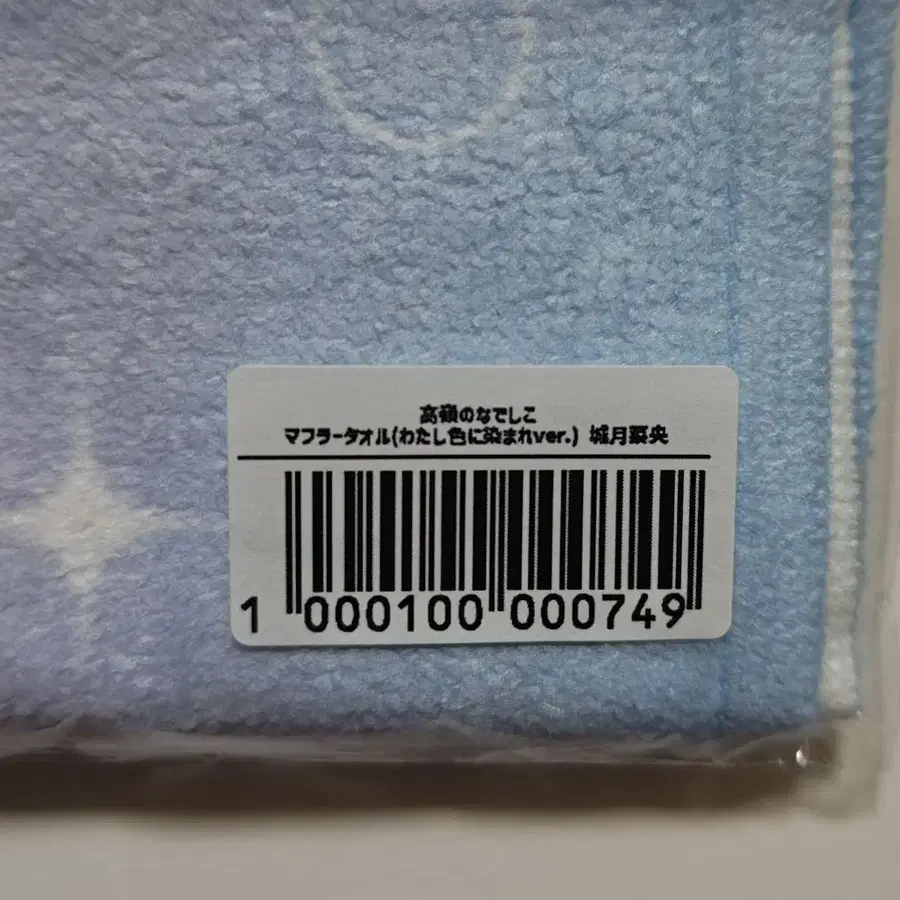 高嶺のなでしこ
マフラータオル(わたし色に染まれver.) 城月菜央
1 000100 000749